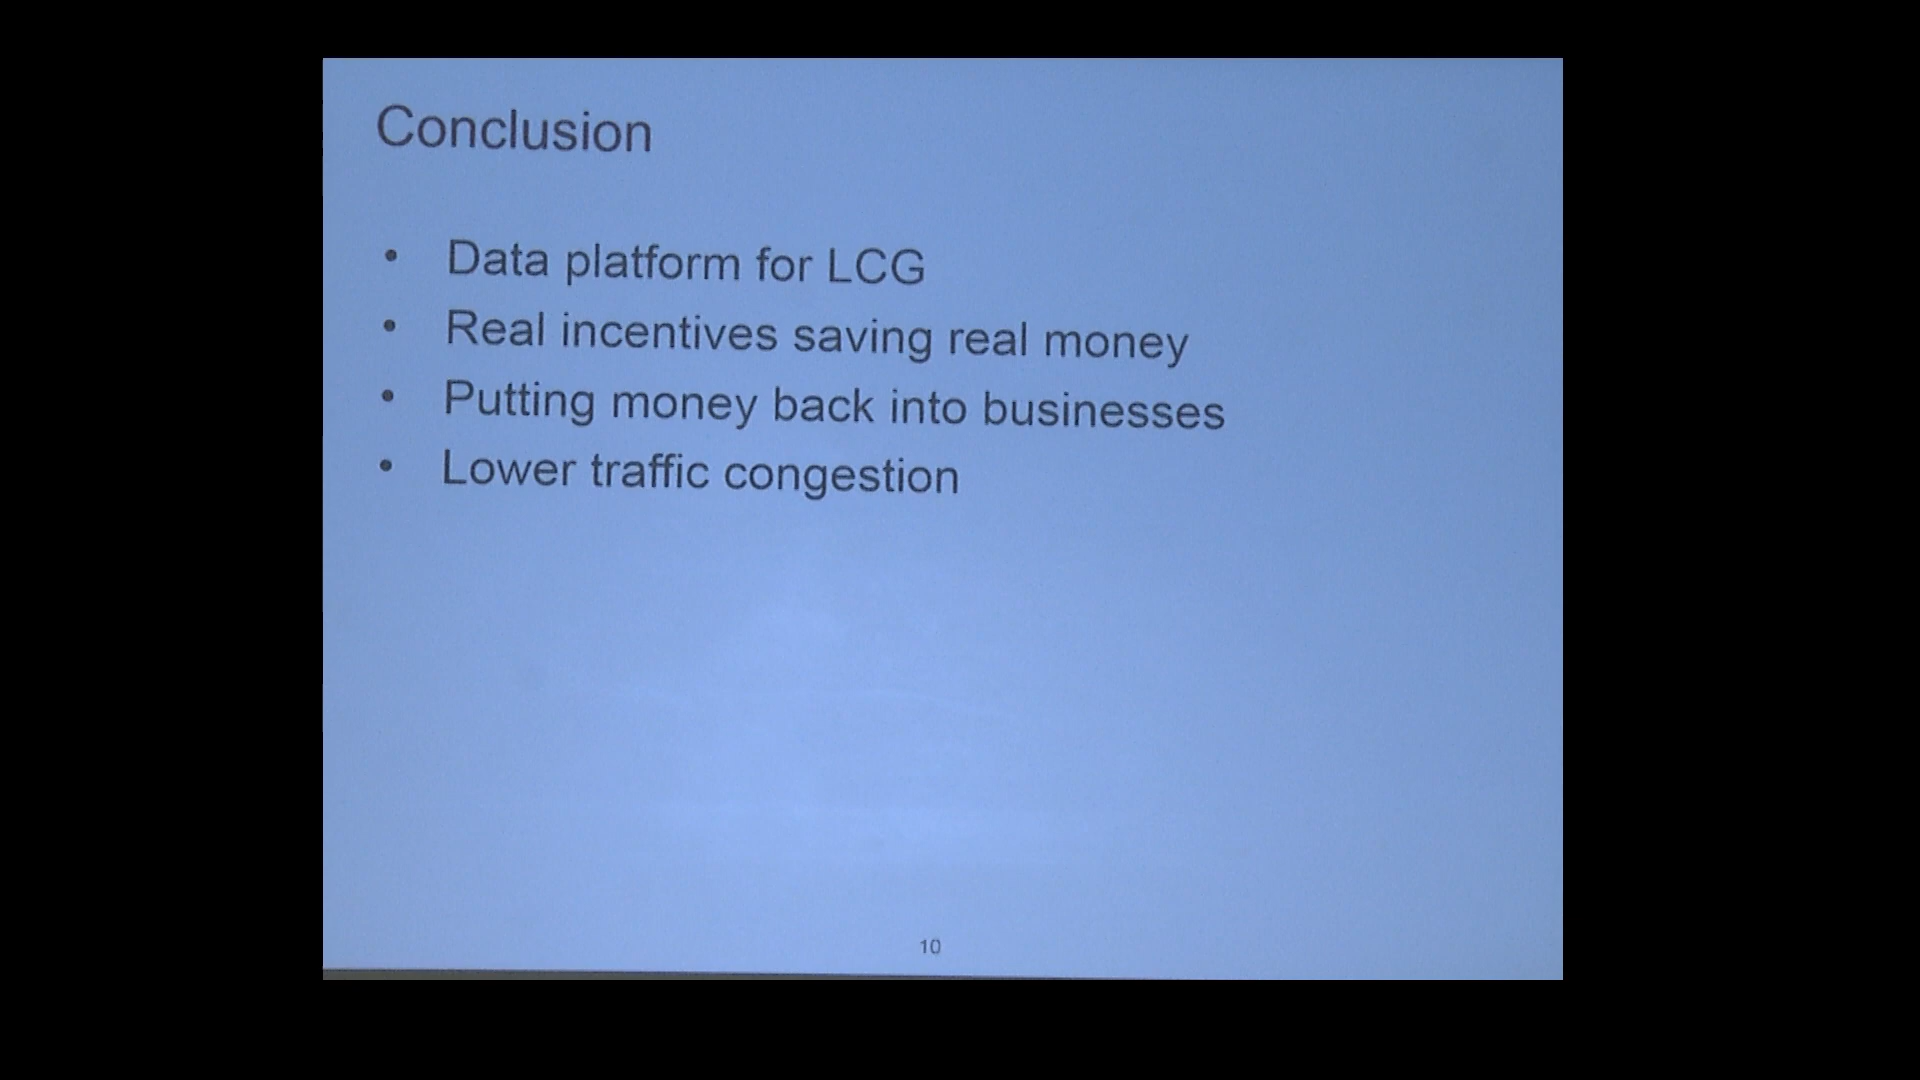 Conclusion
• Data platform for LCG
• Real incentives saving real money
• Putting money back into businesses
• Lower traffic congestion
10